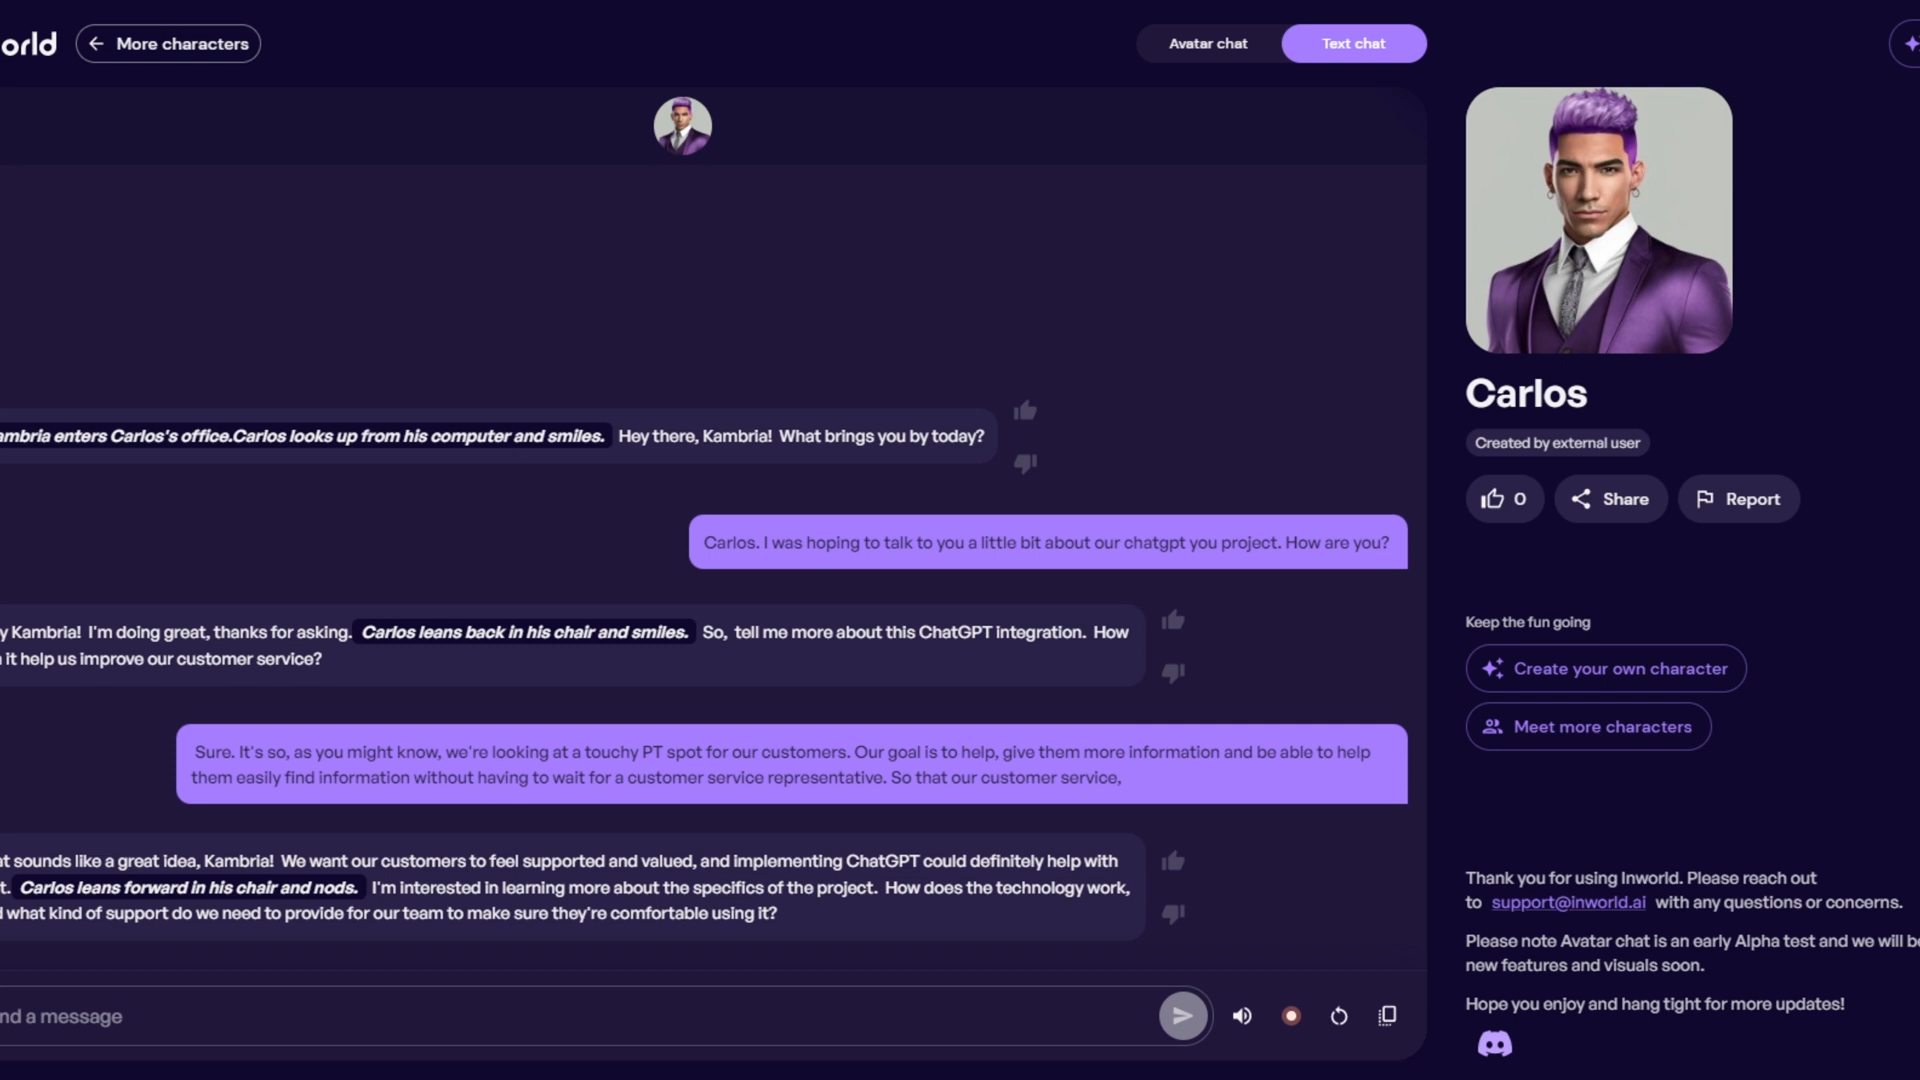 orld
More characters
Avatar chat
Text chat
ambria enters Carlos's office.Carlos looks up from his computer and smiles. Hey there, Kambria! What brings you by today?
Carlos. I was hoping to talk to you a little bit about our chatgpt you project. How are you?
y Kambria! I'm doing great, thanks for asking. Carlos leans back in his chair and smiles. So, tell me more about this ChatGPT integration. How
it help us improve our customer service?
Sure. It's so, as you might know, we're looking at a touchy PT spot for our customers. Our goal is to help, give them more information and be able to help
them easily find information without having to wait for a customer service representative. So that our customer service,
at sounds like a great idea, Kambria! We want our customers to feel supported and valued, and implementing ChatGPT could definitely help with
t. Carlos leans forward in his chair and nods. I'm interested in learning more about the specifics of the project. How does the technology work,
d what kind of support do we need to provide for our team to make sure they're comfortable using it?
nd a message
Carlos
Created by external user
0
Share
Report
Keep the fun going
Create your own character
Meet more characters
Thank you for using Inworld. Please reach out
to support@inworld.ai with any questions or concerns.
Please note Avatar chat is an early Alpha test and we will be
new features and visuals soon.
Hope you enjoy and hang tight for more updates!